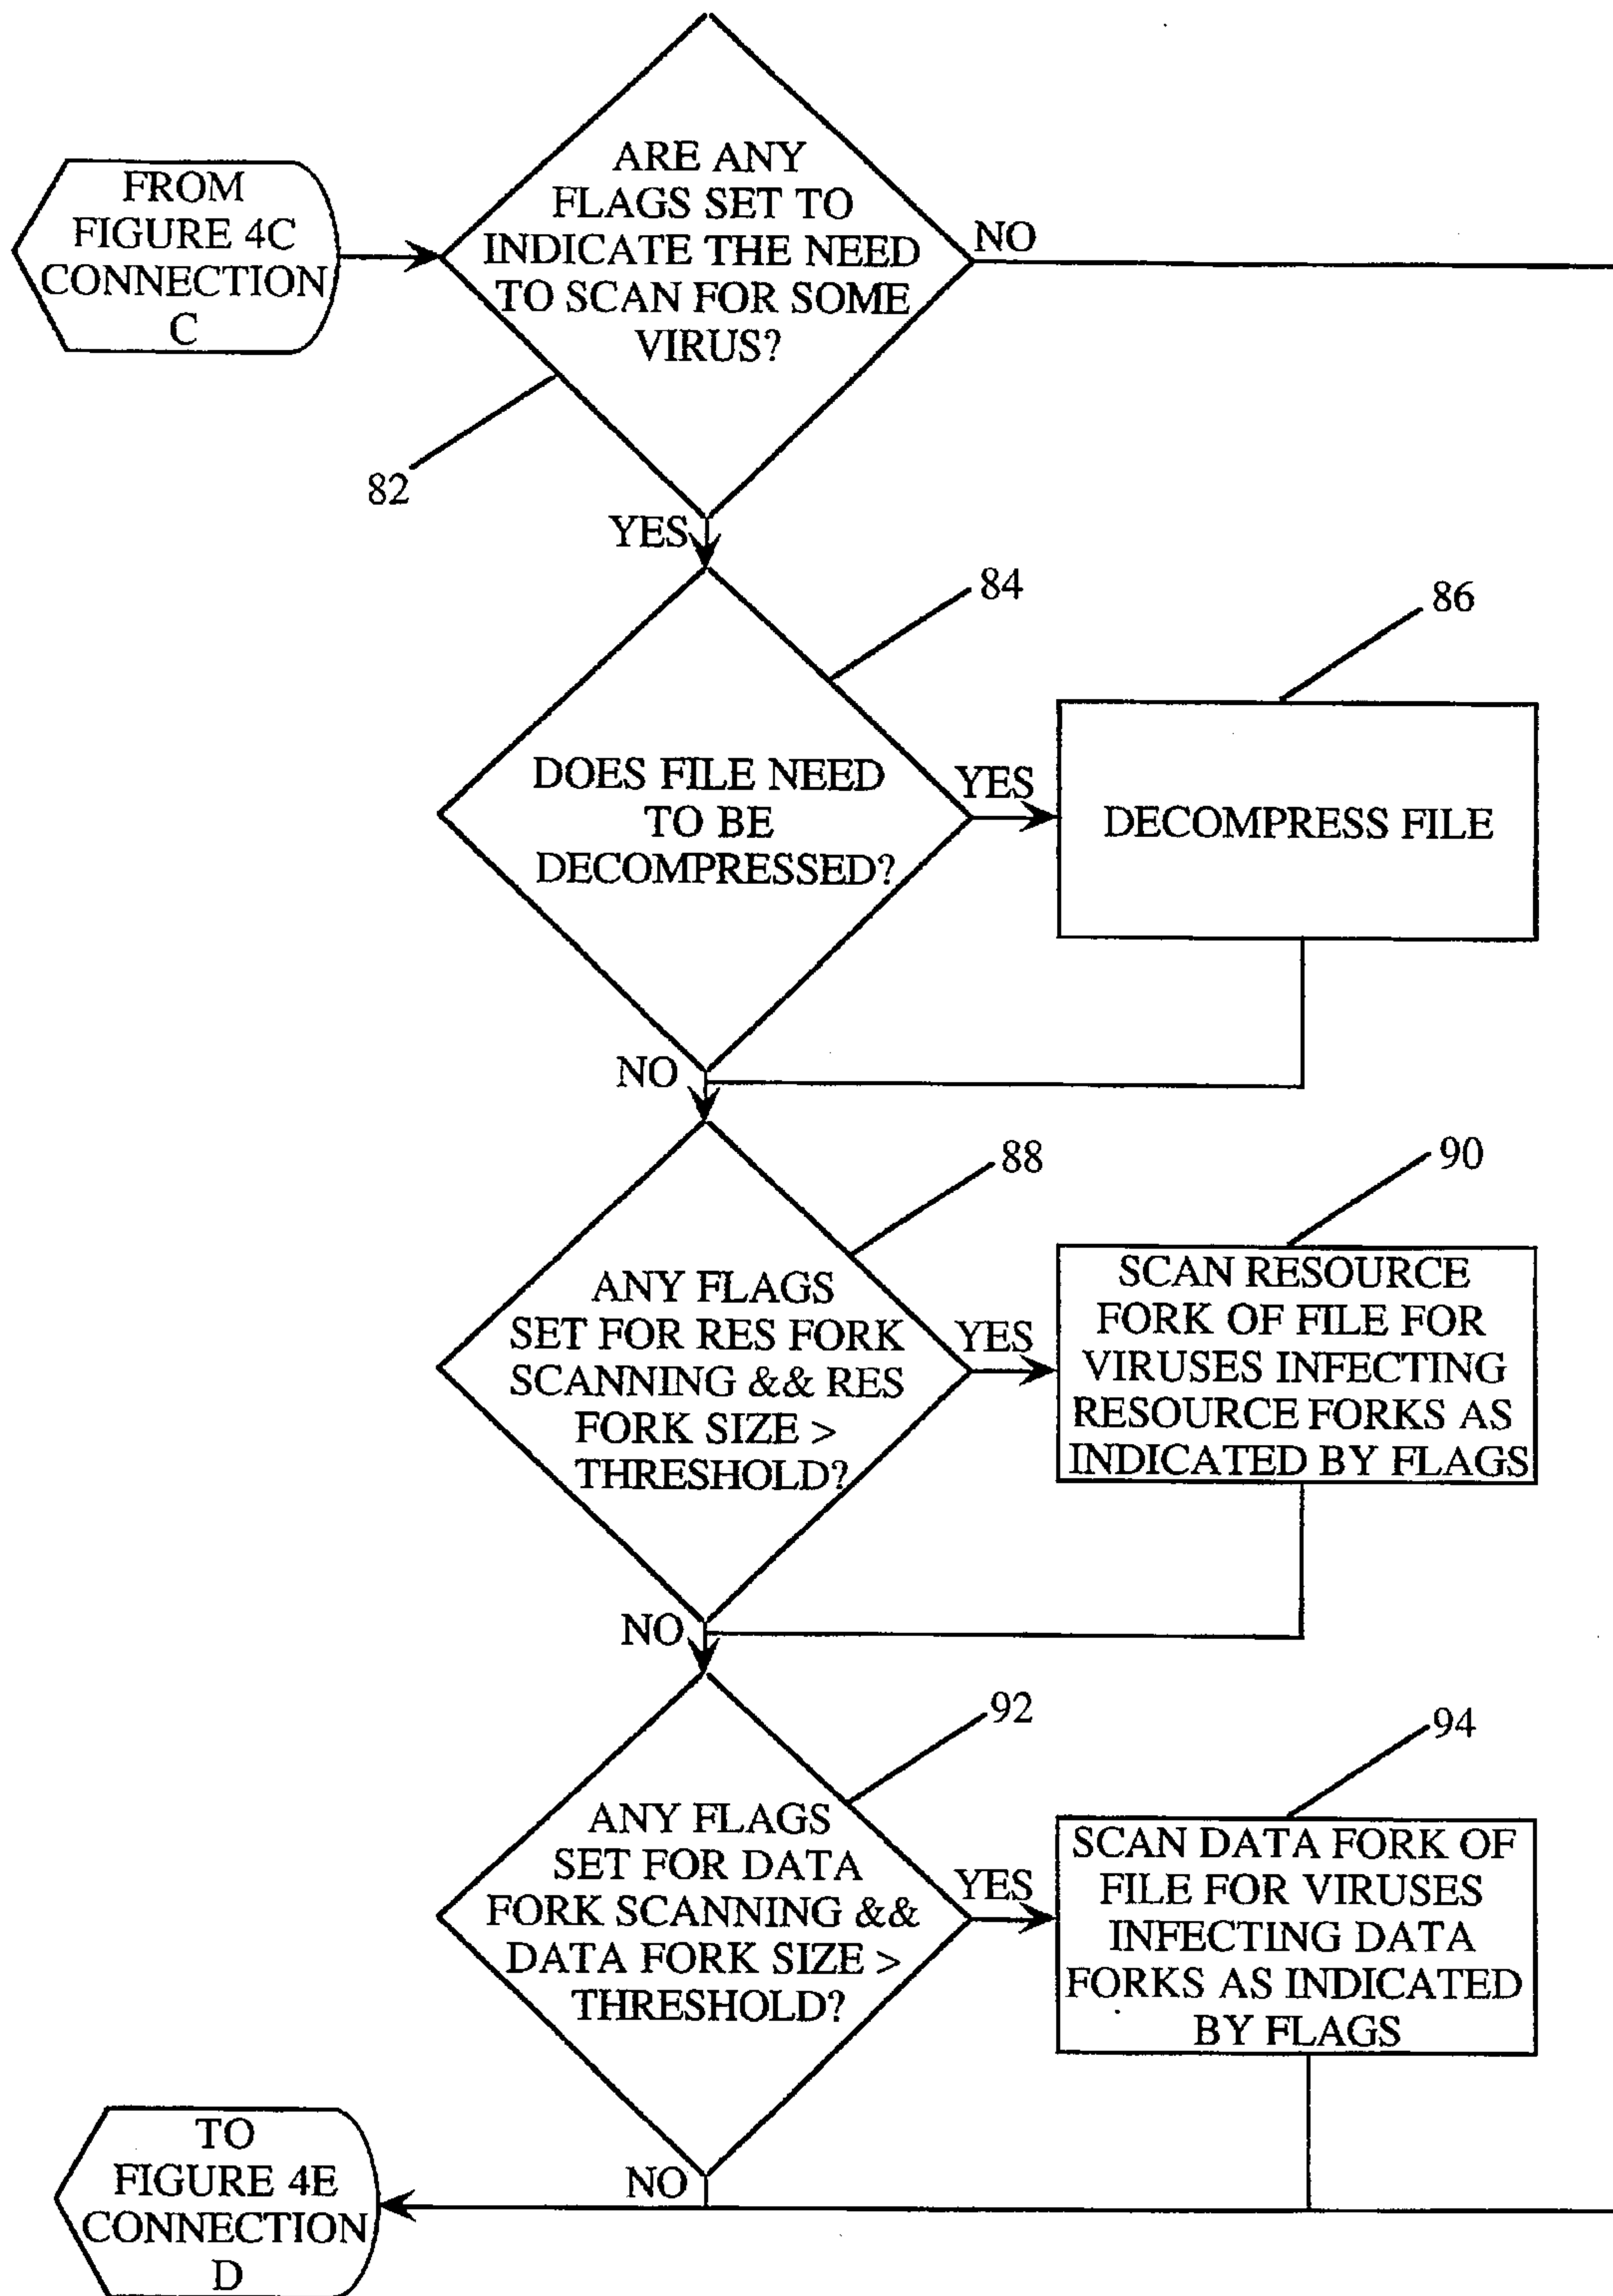 FROM
FIGURE 4C
CONNECTION
C
ARE ANY
FLAGS SET TO
INDICATE THE NEED
TO SCAN FOR SOME
VIRUS?
NO
82
YES
84
86
DOES FILE NEED
TO BE
DECOMPRESSED?
YES
DECOMPRESS FILE
NO
88
90
ANY FLAGS
SET FOR RES FORK
SCANNING && RES
FORK SIZE >
THRESHOLD?
YES
SCAN RESOURCE
FORK OF FILE FOR
VIRUSES INFECTING
RESOURCE FORKS AS
INDICATED BY FLAGS
NO
92
94
ANY FLAGS
SET FOR DATA
FORK SCANNING &&
DATA FORK SIZE >
THRESHOLD?
YES
SCAN DATA FORK OF
FILE FOR VIRUSES
INFECTING DATA
FORKS AS INDICATED
BY FLAGS
NO
TO
FIGURE 4E
CONNECTION
D